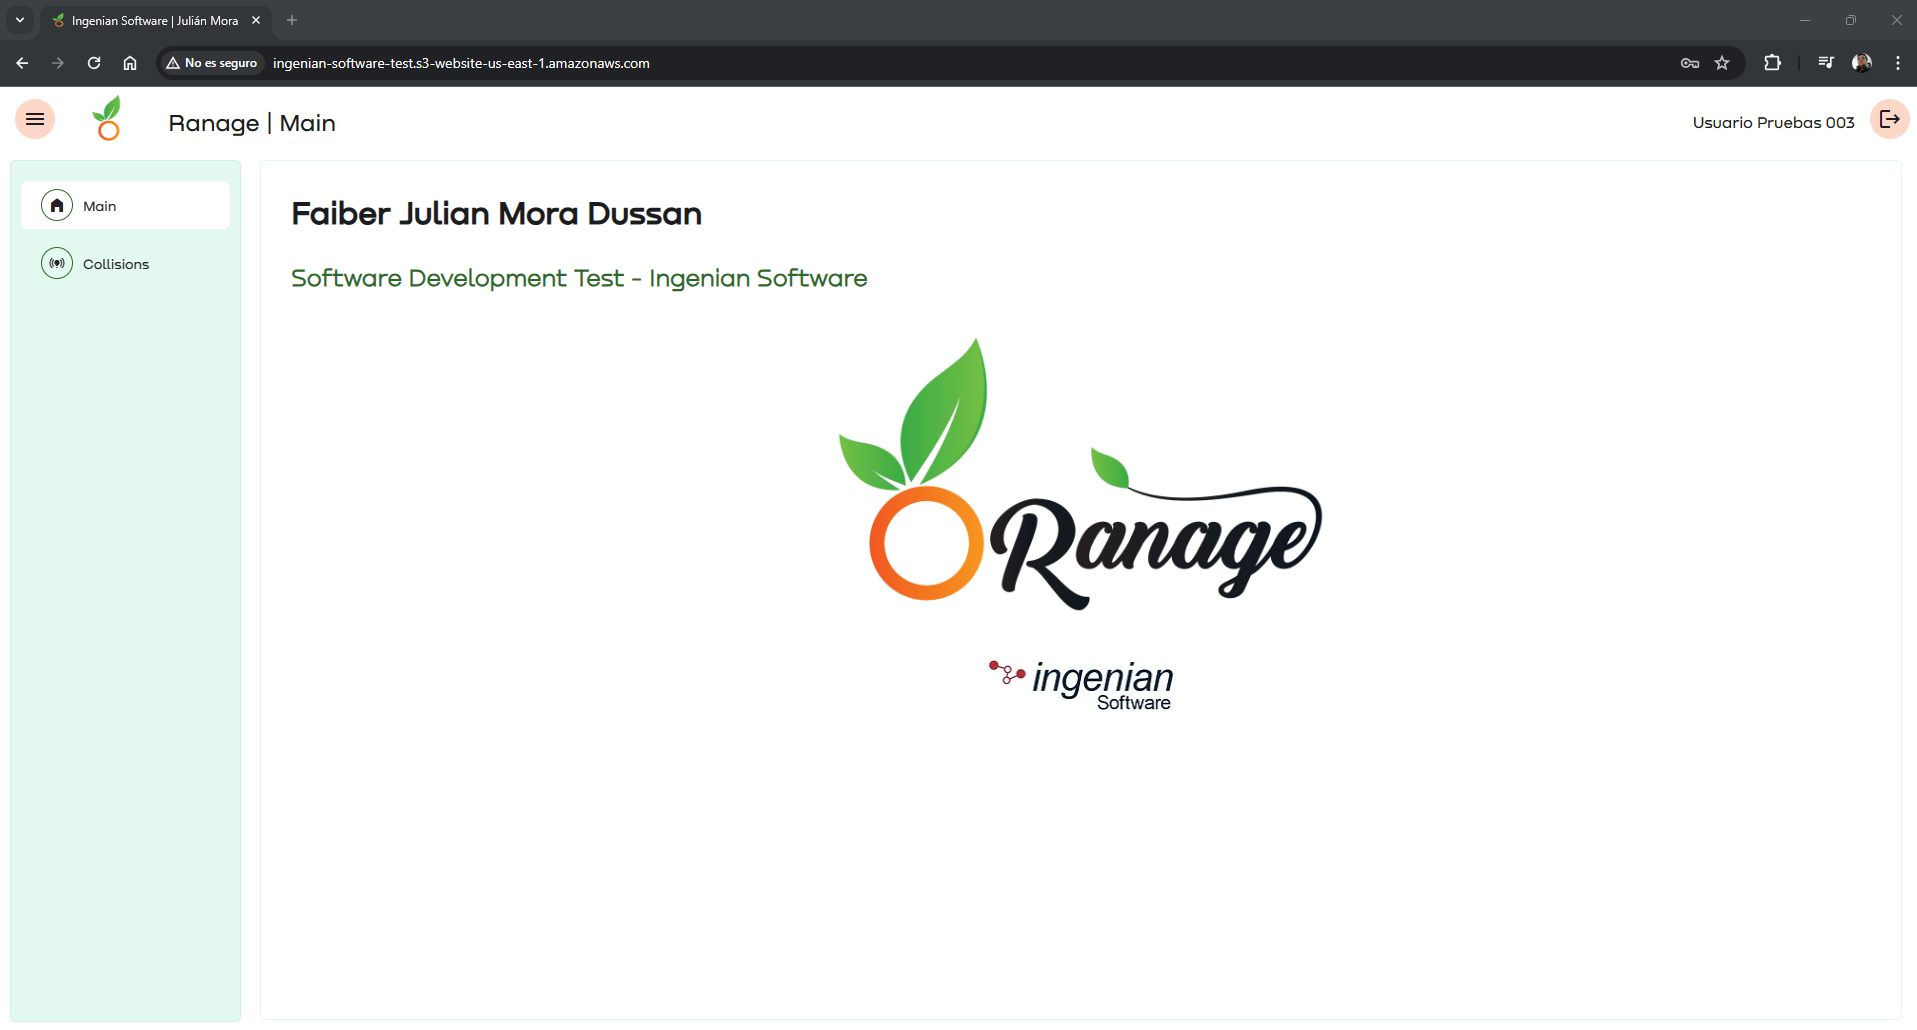 Ingenian Software | Julián Mora
No es seguro
ingenian-software-test.s3-website-us-east-1.amazonaws.com
Ranage | Main
Usuario Pruebas 003
Main
Collisions
Faiber Julian Mora Dussan
Software Development Test - Ingenian Software
Ranage
ingenian
Software